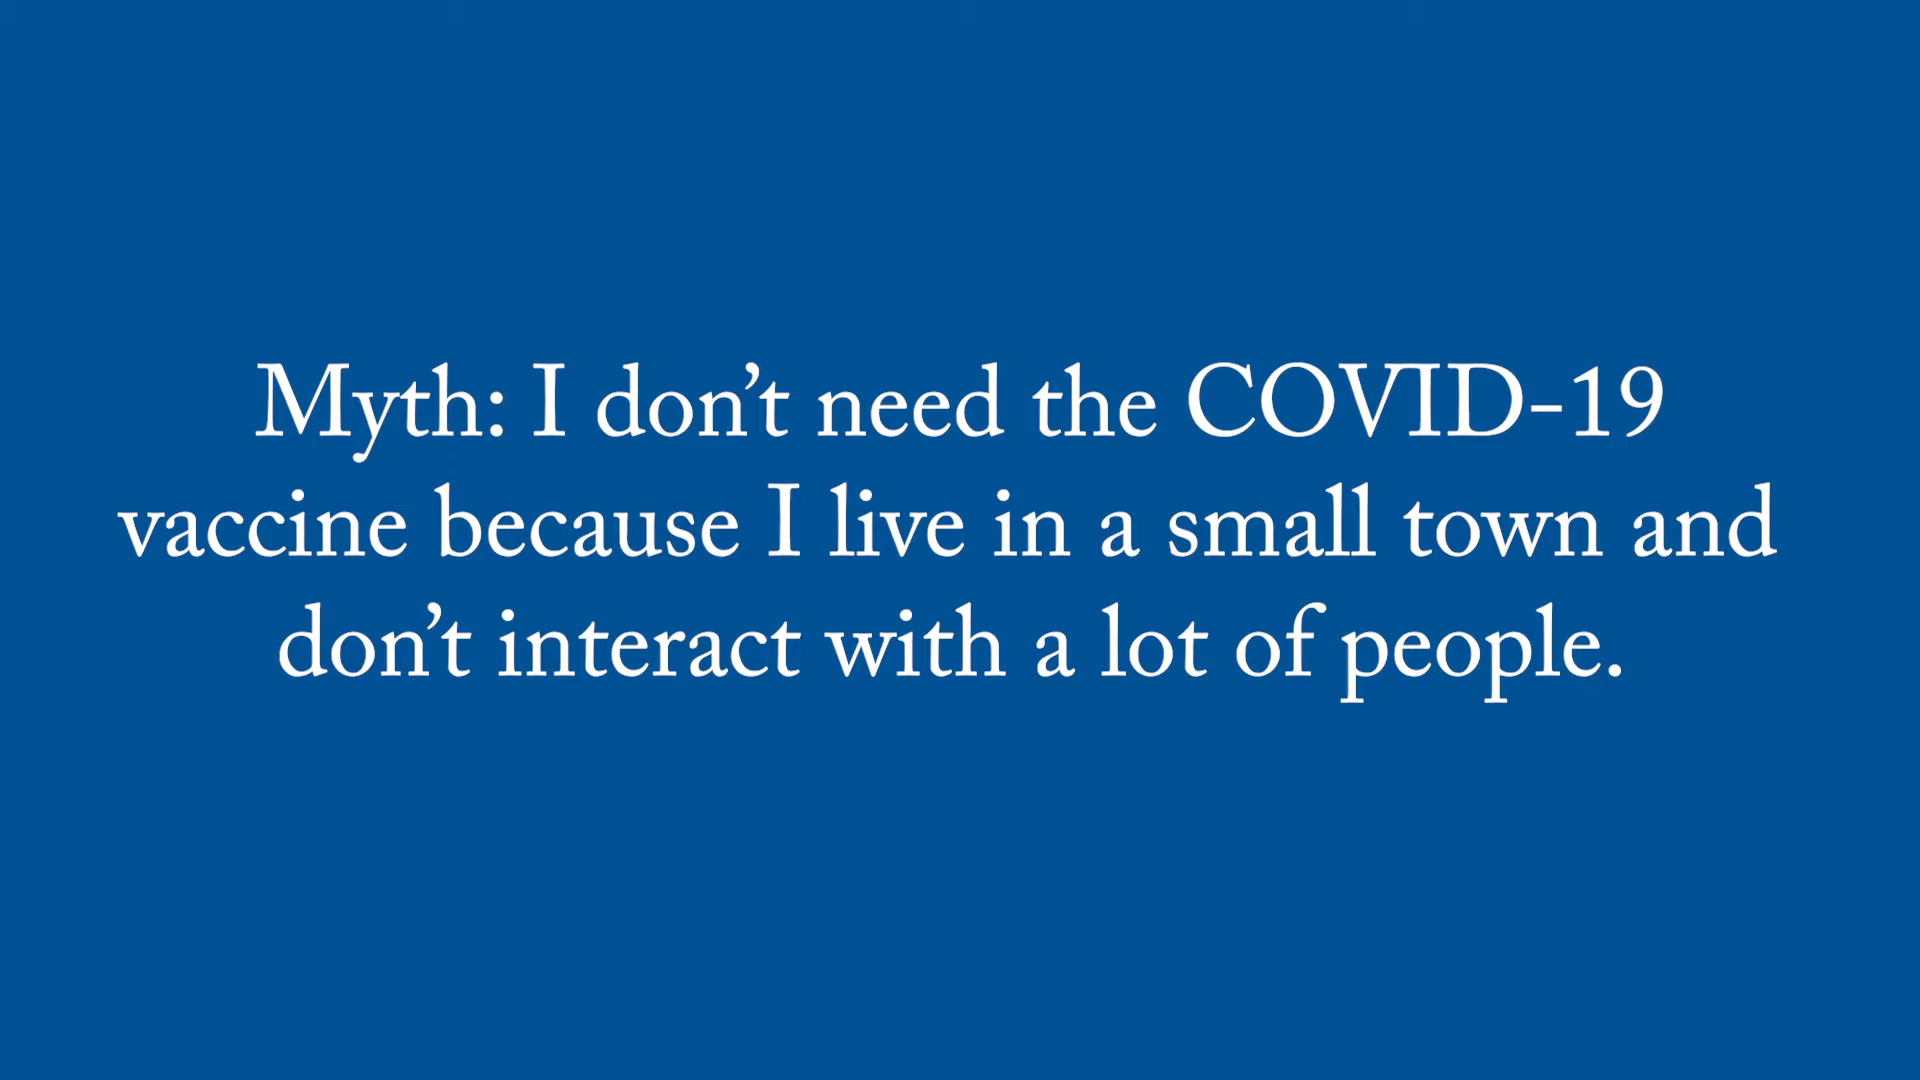 Myth: I don’t need the COVID-19
vaccine because I live in a small town and
don’t interact with a lot of people.